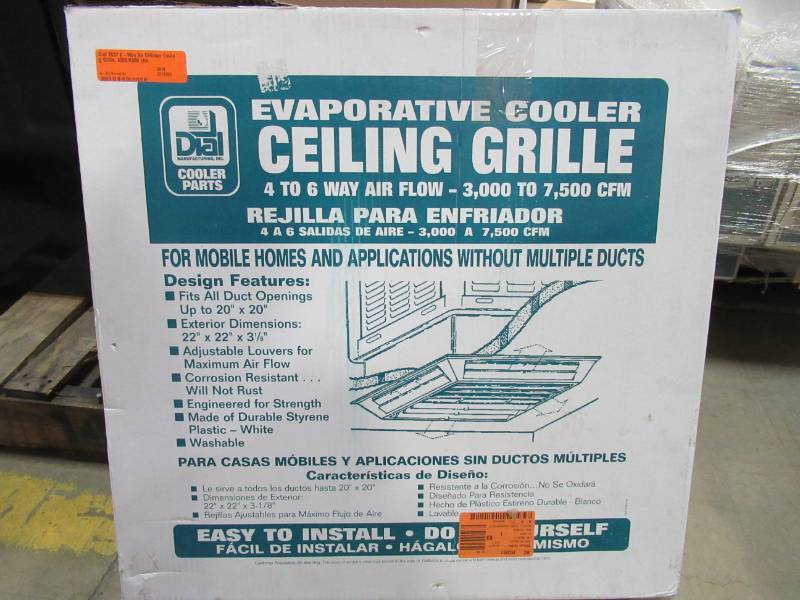 Dial
MANUFACTURING, INC.
COOLER
PARTS
EVAPORATIVE COOLER
CEILING GRILLE
4 TO 6 WAY AIR FLOW – 3,000 TO 7,500 CFM
REJILLA PARA ENFRIADOR
4 A 6 SALIDAS DE AIRE – 3,000 A 7,500 CFM
FOR MOBILE HOMES AND APPLICATIONS WITHOUT MULTIPLE DUCTS
Design Features:
■ Fits All Duct Openings
Up to 20" x 20"
■ Exterior Dimensions:
22" x 22" x 3⅛"
■ Adjustable Louvers for
Maximum Air Flow
■ Corrosion Resistant . . .
Will Not Rust
■ Engineered for Strength
■ Made of Durable Styrene
Plastic – White
■ Washable
PARA CASAS MÓBILES Y APLICACIONES SIN DUCTOS MÚLTIPLES
Características de Diseño:
■ Le sirve a todos los ductos hasta 20" x 20"
■ Dimensiones de Exterior:
22" x 22" x 3-1/8"
■ Rejillas Ajustables para Máximo Flujo de Aire
■ Resistente a la Corrosión...No Se Oxidará
■ Diseñado Para Resistencia
■ Hecho de Plástico Estireno Durable - Blanco
■ Lavable
EASY TO INSTALL • DO URSELF
FÁCIL DE INSTALAR • HÁGAL MISMO